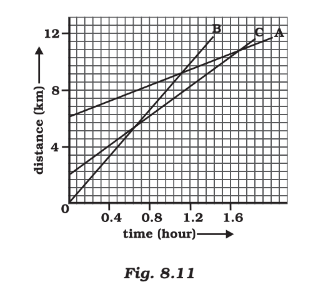 B
C A
12
8
4
0
0.4 0.8 1.2 1.6
distance (km)
time (hour)
Fig. 8.11